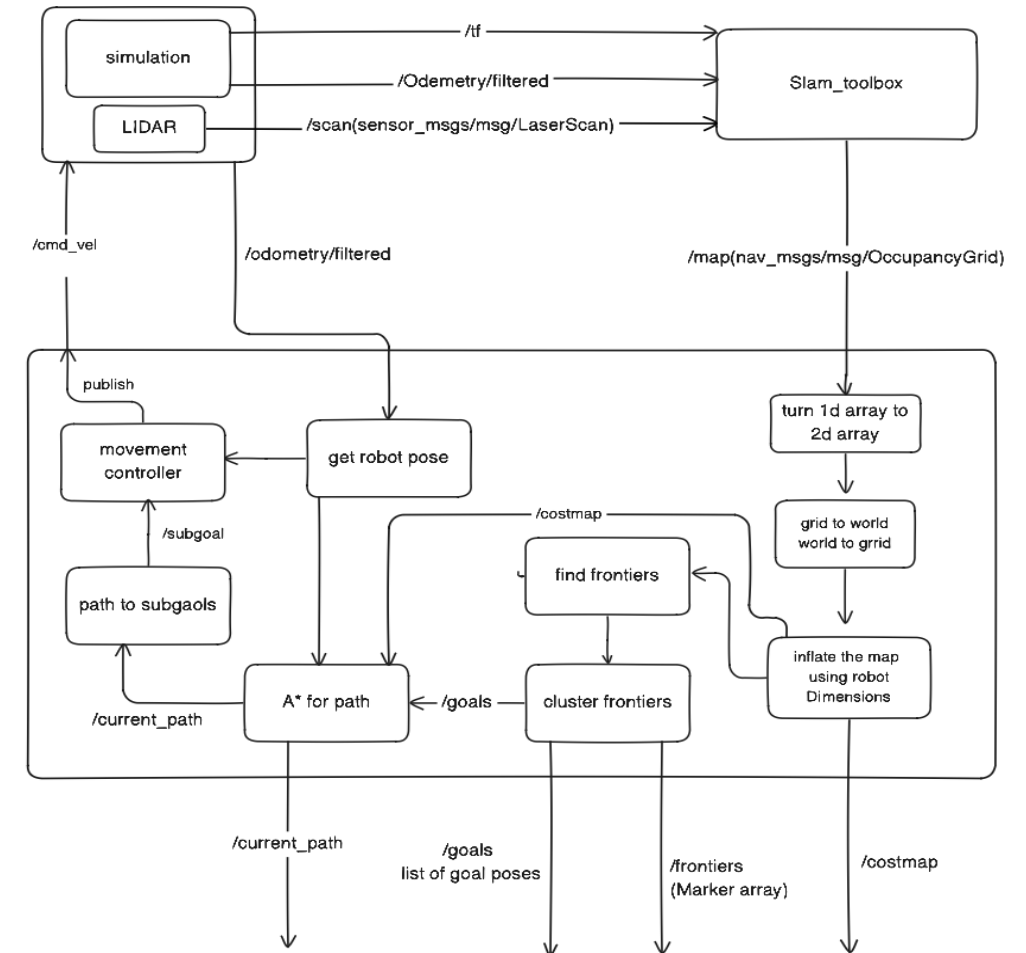 /tf
simulation
/Odemetry/filtered
Slam_toolbox
LIDAR
/scan(sensor_msgs/msg/LaserScan)
/cmd_vel
/odometry/filtered
/map(nav_msgs/msg/OccupancyGrid)
publish
turn 1d array to
2d array
movement
controller
get robot pose
/costmap
grid to world
world to grrid
/subgoal
find frontiers
path to subgaols
inflate the map
using robot
Dimensions
A* for path
/goals
cluster frontiers
/current_path
/current_path
/goals
list of goal poses
/frontiers
(Marker array)
/costmap